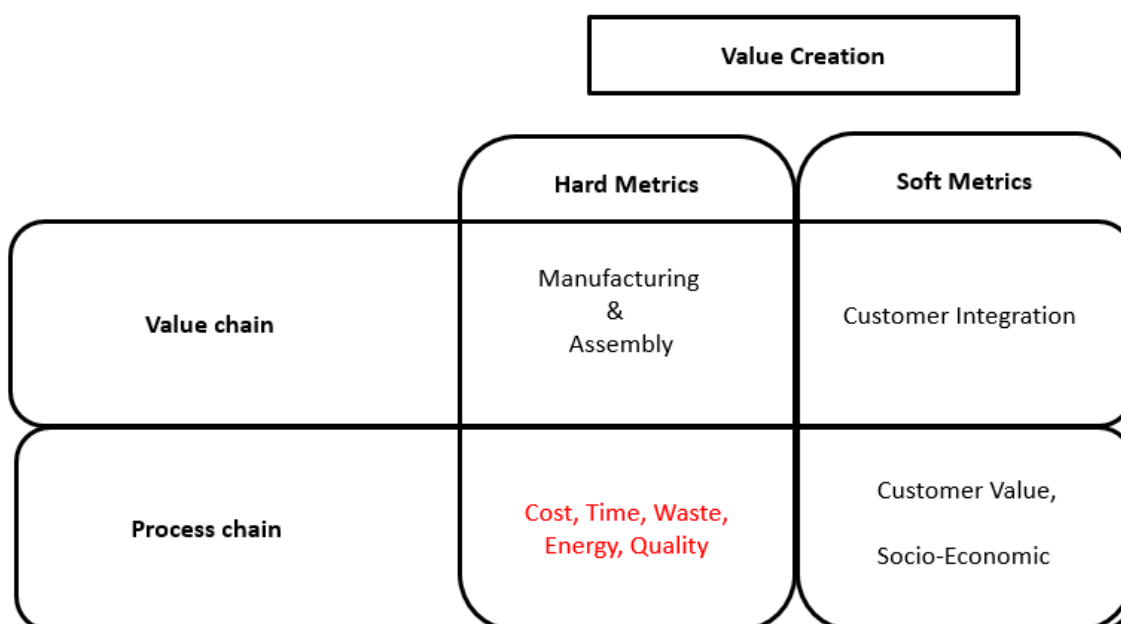 Value Creation
Hard Metrics
Soft Metrics
Value chain
Manufacturing
&
Assembly
Customer Integration
Process chain
Cost, Time, Waste,
Energy, Quality
Customer Value,
Socio-Economic